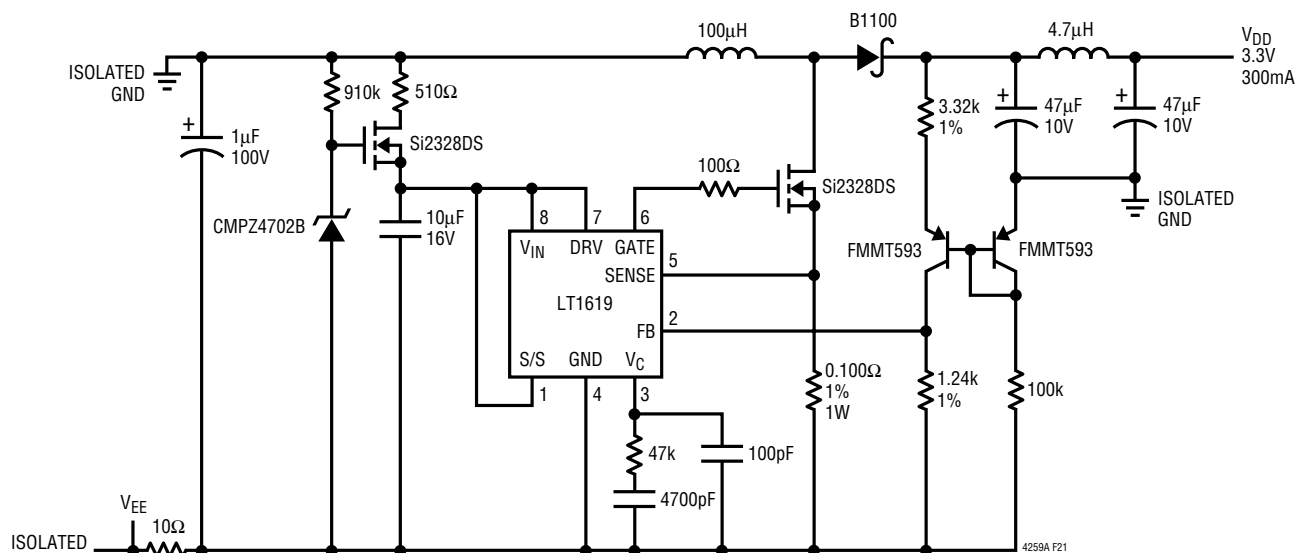 100μH
B1100
4.7μH
V_DD
3.3V
300mA
ISOLATED
GND
+
1μF
100V
910k
510Ω
Si2328DS
3.32k
1%
+
47μF
10V
+
47μF
10V
100Ω
Si2328DS
ISOLATED
GND
CMPZ4702B
10μF
16V
8
7
6
V_IN
DRV
GATE
5
SENSE
FMMT593
FMMT593
LT1619
2
FB
S/S
GND
V_C
1
4
3
0.100Ω
1%
1W
1.24k
1%
100k
47k
100pF
4700pF
V_EE
10Ω
ISOLATED
4259A F21